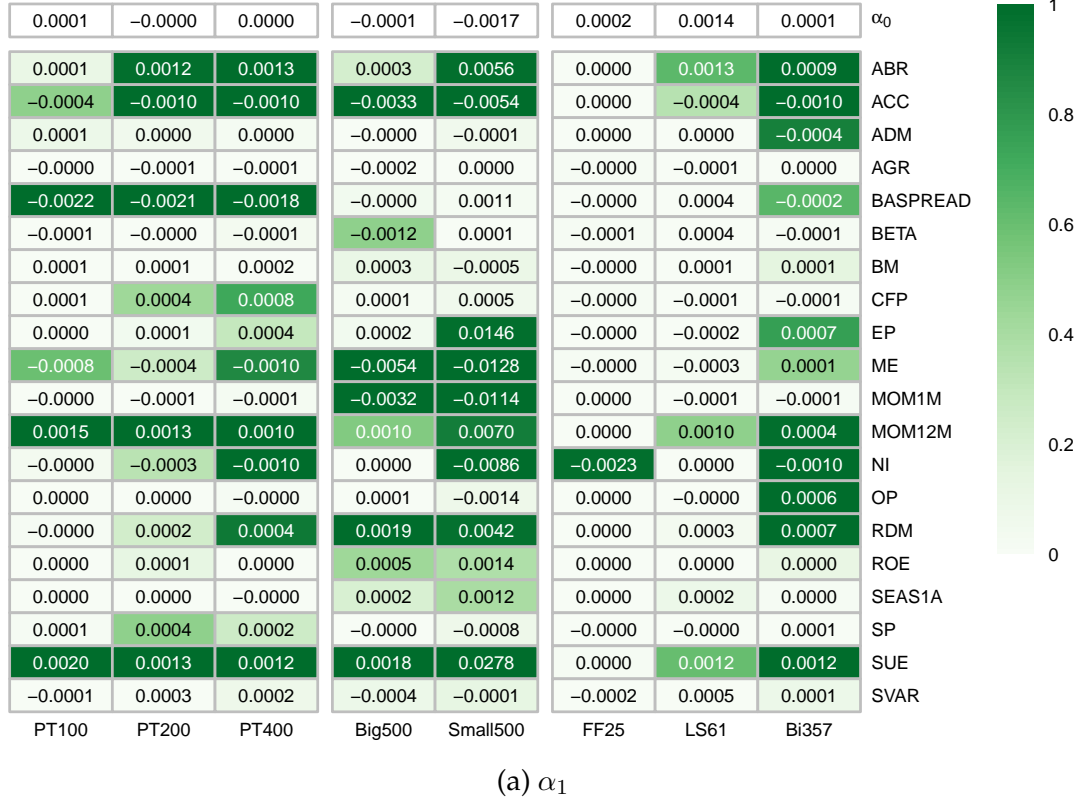 0.0001 −0.0000 0.0000 −0.0001 −0.0017 0.0002 0.0014 0.0001 α0 1
0.0001 0.0012 0.0013 0.0003 0.0056 0.0000 0.0013 0.0009 ABR
−0.0004 −0.0010 −0.0010 −0.0033 −0.0054 0.0000 −0.0004 −0.0010 ACC
0.8
0.0001 0.0000 0.0000 −0.0000 −0.0001 0.0000 0.0000 −0.0004 ADM
−0.0000 −0.0001 −0.0001 −0.0002 0.0000 −0.0000 −0.0001 0.0000 AGR
−0.0022 −0.0021 −0.0018 −0.0000 0.0011 −0.0000 0.0004 −0.0002 BASPREAD
0.6
−0.0001 −0.0000 −0.0001 −0.0012 0.0001 −0.0001 0.0004 −0.0001 BETA
0.0001 0.0001 0.0002 0.0003 −0.0005 −0.0000 0.0001 0.0001 BM
0.0001 0.0004 0.0008 0.0001 0.0005 −0.0000 −0.0001 −0.0001 CFP
0.0000 0.0001 0.0004 0.0002 0.0146 −0.0000 −0.0002 0.0007 EP
0.4
−0.0008 −0.0004 −0.0010 −0.0054 −0.0128 −0.0000 −0.0003 0.0001 ME
−0.0000 −0.0001 −0.0001 −0.0032 −0.0114 0.0000 −0.0001 −0.0001 MOM1M
0.0015 0.0013 0.0010 0.0010 0.0070 0.0000 0.0010 0.0004 MOM12M
0.2
−0.0000 −0.0003 −0.0010 0.0000 −0.0086 −0.0023 0.0000 −0.0010 NI
0.0000 0.0000 −0.0000 0.0001 −0.0014 0.0000 −0.0000 0.0006 OP
−0.0000 0.0002 0.0004 0.0019 0.0042 0.0000 0.0003 0.0007 RDM
0
0.0000 0.0001 0.0000 0.0005 0.0014 0.0000 0.0000 0.0000 ROE
0.0000 0.0000 −0.0000 0.0002 0.0012 0.0000 −0.0002 0.0000 SEAS1A
0.0001 0.0004 0.0002 −0.0000 −0.0008 −0.0000 −0.0000 0.0001 SP
0.0020 0.0013 0.0012 0.0018 0.0278 0.0000 0.0012 0.0012 SUE
−0.0001 0.0003 0.0002 −0.0004 −0.0001 −0.0002 0.0005 0.0001 SVAR
PT100 PT200 PT400 Big500 Small500 FF25 LS61 Bi357
(a) α1